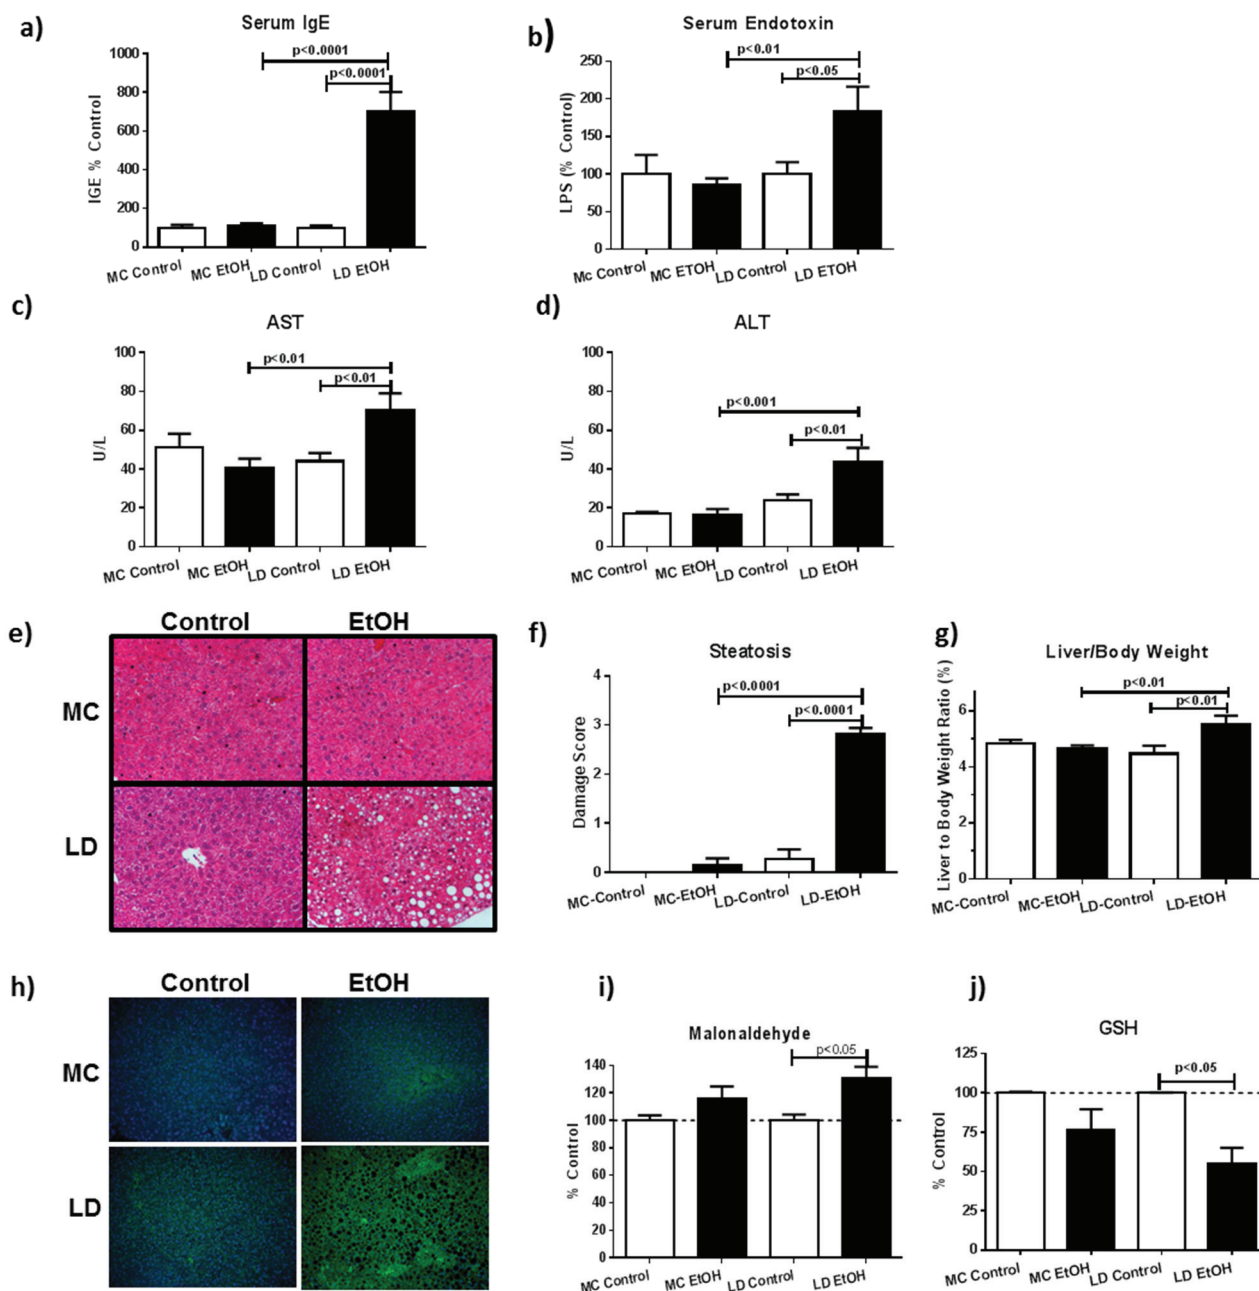 a)
Serum IgE
IGE % Control
1000
800
600
400
200
0
p<0.0001
p<0.0001
MC Control
MC EtOH
LD Control
LD EtOH
b)
Serum Endotoxin
LPS (% Control)
250
200
150
100
50
0
p<0.01
p<0.05
Mc Control
MC ETOH
LD Control
LD ETOH
c)
AST
U/L
100
80
60
40
20
0
p<0.01
p<0.01
MC Control
MC EtOH
LD Control
LD EtOH
d)
ALT
U/L
100
80
60
40
20
0
p<0.001
p<0.01
MC Control
MC EtOH
LD Control
LD EtOH
e)
Control
EtOH
MC
LD
f)
Steatosis
Damage Score
4
3
2
1
0
p<0.0001
p<0.0001
MC-Control
MC-EtOH
LD-Control
LD-EtOH
g)
Liver/Body Weight
Liver to Body Weight Ratio (%)
6
4
2
0
p<0.01
p<0.01
MC-Control
MC-EtOH
LD-Control
LD-EtOH
h)
Control
EtOH
MC
LD
i)
Malonaldehyde
% Control
140
120
100
80
60
40
20
0
p<0.05
MC Control
MC EtOH
LD Control
LD EtOH
j)
GSH
% Control
125
100
75
50
25
0
p<0.05
MC Control
MC EtOH
LD Control
LD EtOH